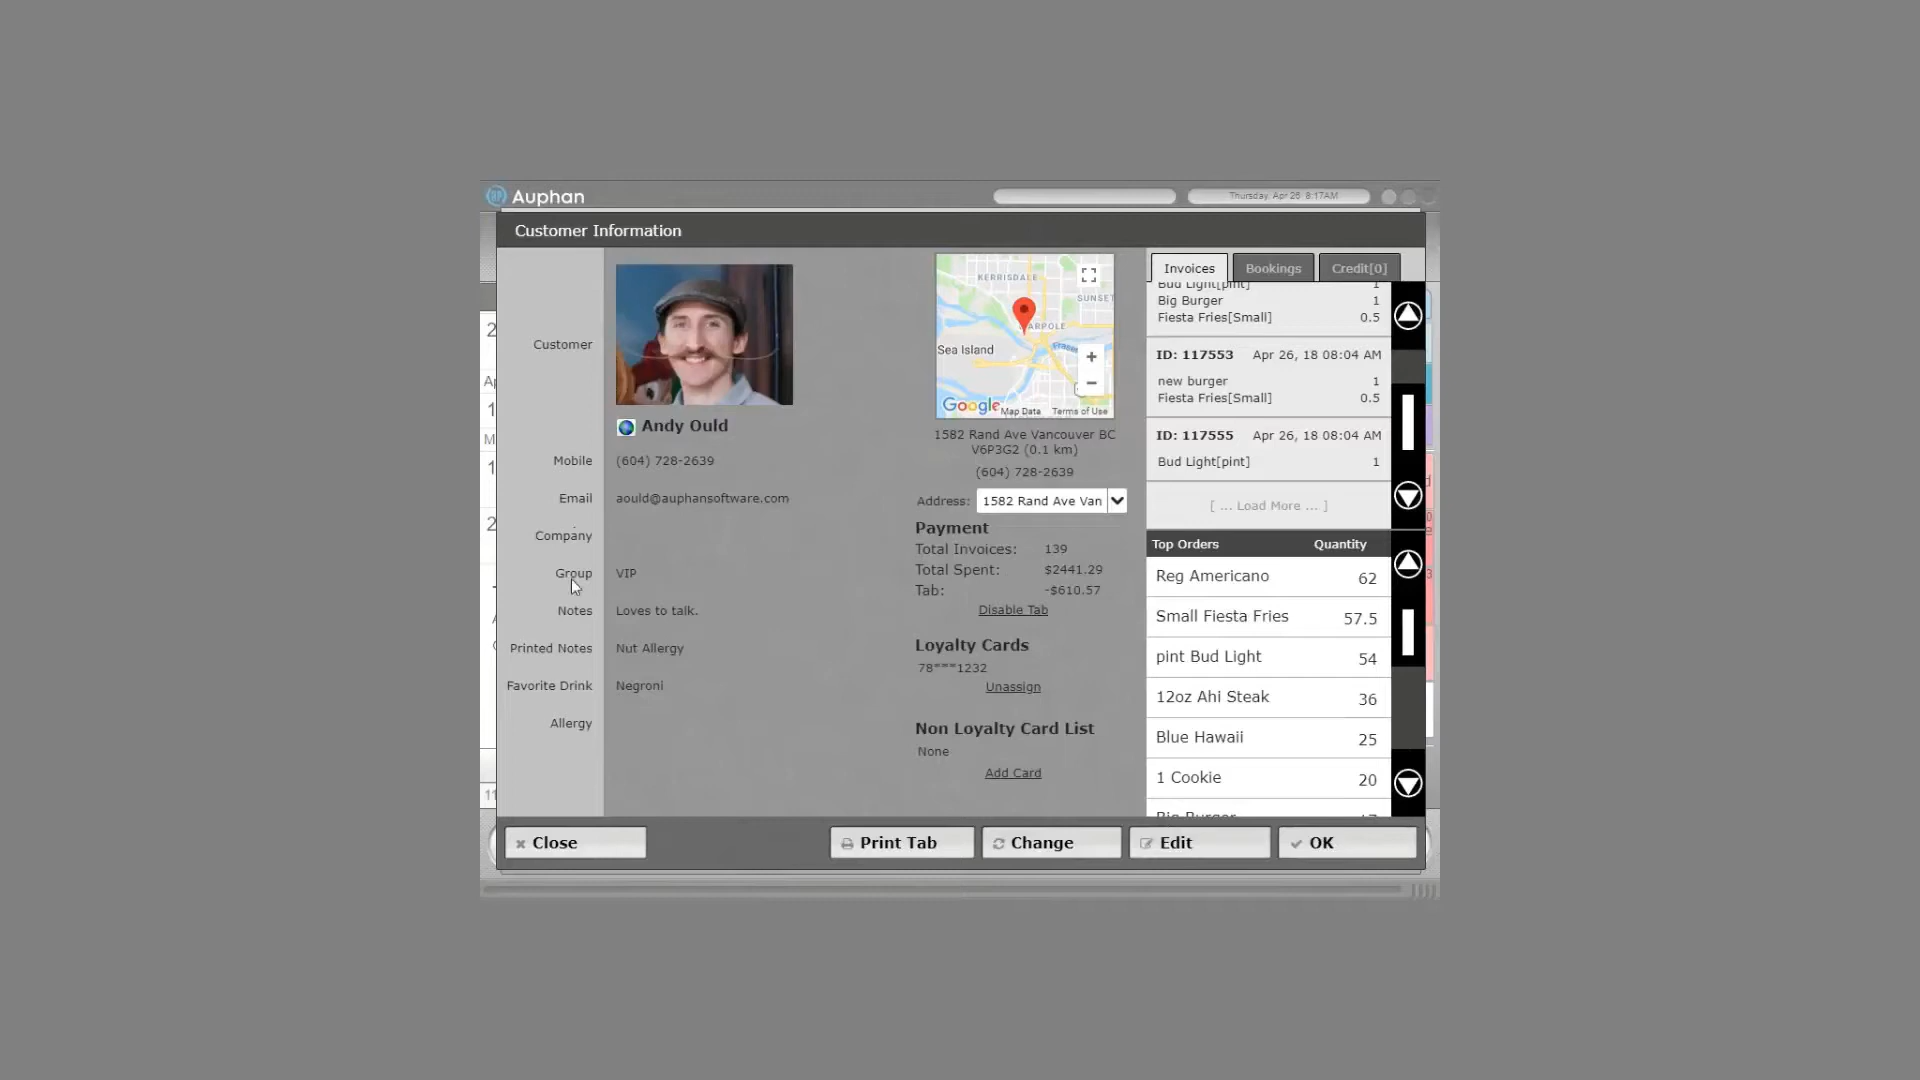 Auphan
Thursday, Apr 26, 8:17AM
Customer Information
Customer
Andy Ould
Mobile
(604) 728-2639
Email
aould@auphansoftware.com
Company
Group
VIP
Notes
Loves to talk.
Printed Notes
Nut Allergy
Favorite Drink
Negroni
Allergy
KERRISDALE
SUNSET
MARPOLE
Sea Island
Fraser
Google
Map Data
Terms of Use
1582 Rand Ave Vancouver BC
V6P3G2 (0.1 km)
(604) 728-2639
Address: 1582 Rand Ave Van
Payment
Total Invoices: 139
Total Spent: $2441.29
Tab: -$610.57
Disable Tab
Loyalty Cards
78***1232
Unassign
Non Loyalty Card List
None
Add Card
Invoices
Bookings
Credit[0]
Bud Light[pint] 1
Big Burger 1
Fiesta Fries[Small] 0.5
ID: 117553 Apr 26, 18 08:04 AM
new burger 1
Fiesta Fries[Small] 0.5
ID: 117555 Apr 26, 18 08:04 AM
Bud Light[pint] 1
[ ... Load More ... ]
Top Orders Quantity
Reg Americano 62
Small Fiesta Fries 57.5
pint Bud Light 54
12oz Ahi Steak 36
Blue Hawaii 25
1 Cookie 20
Big Burger
Close
Print Tab
Change
Edit
OK